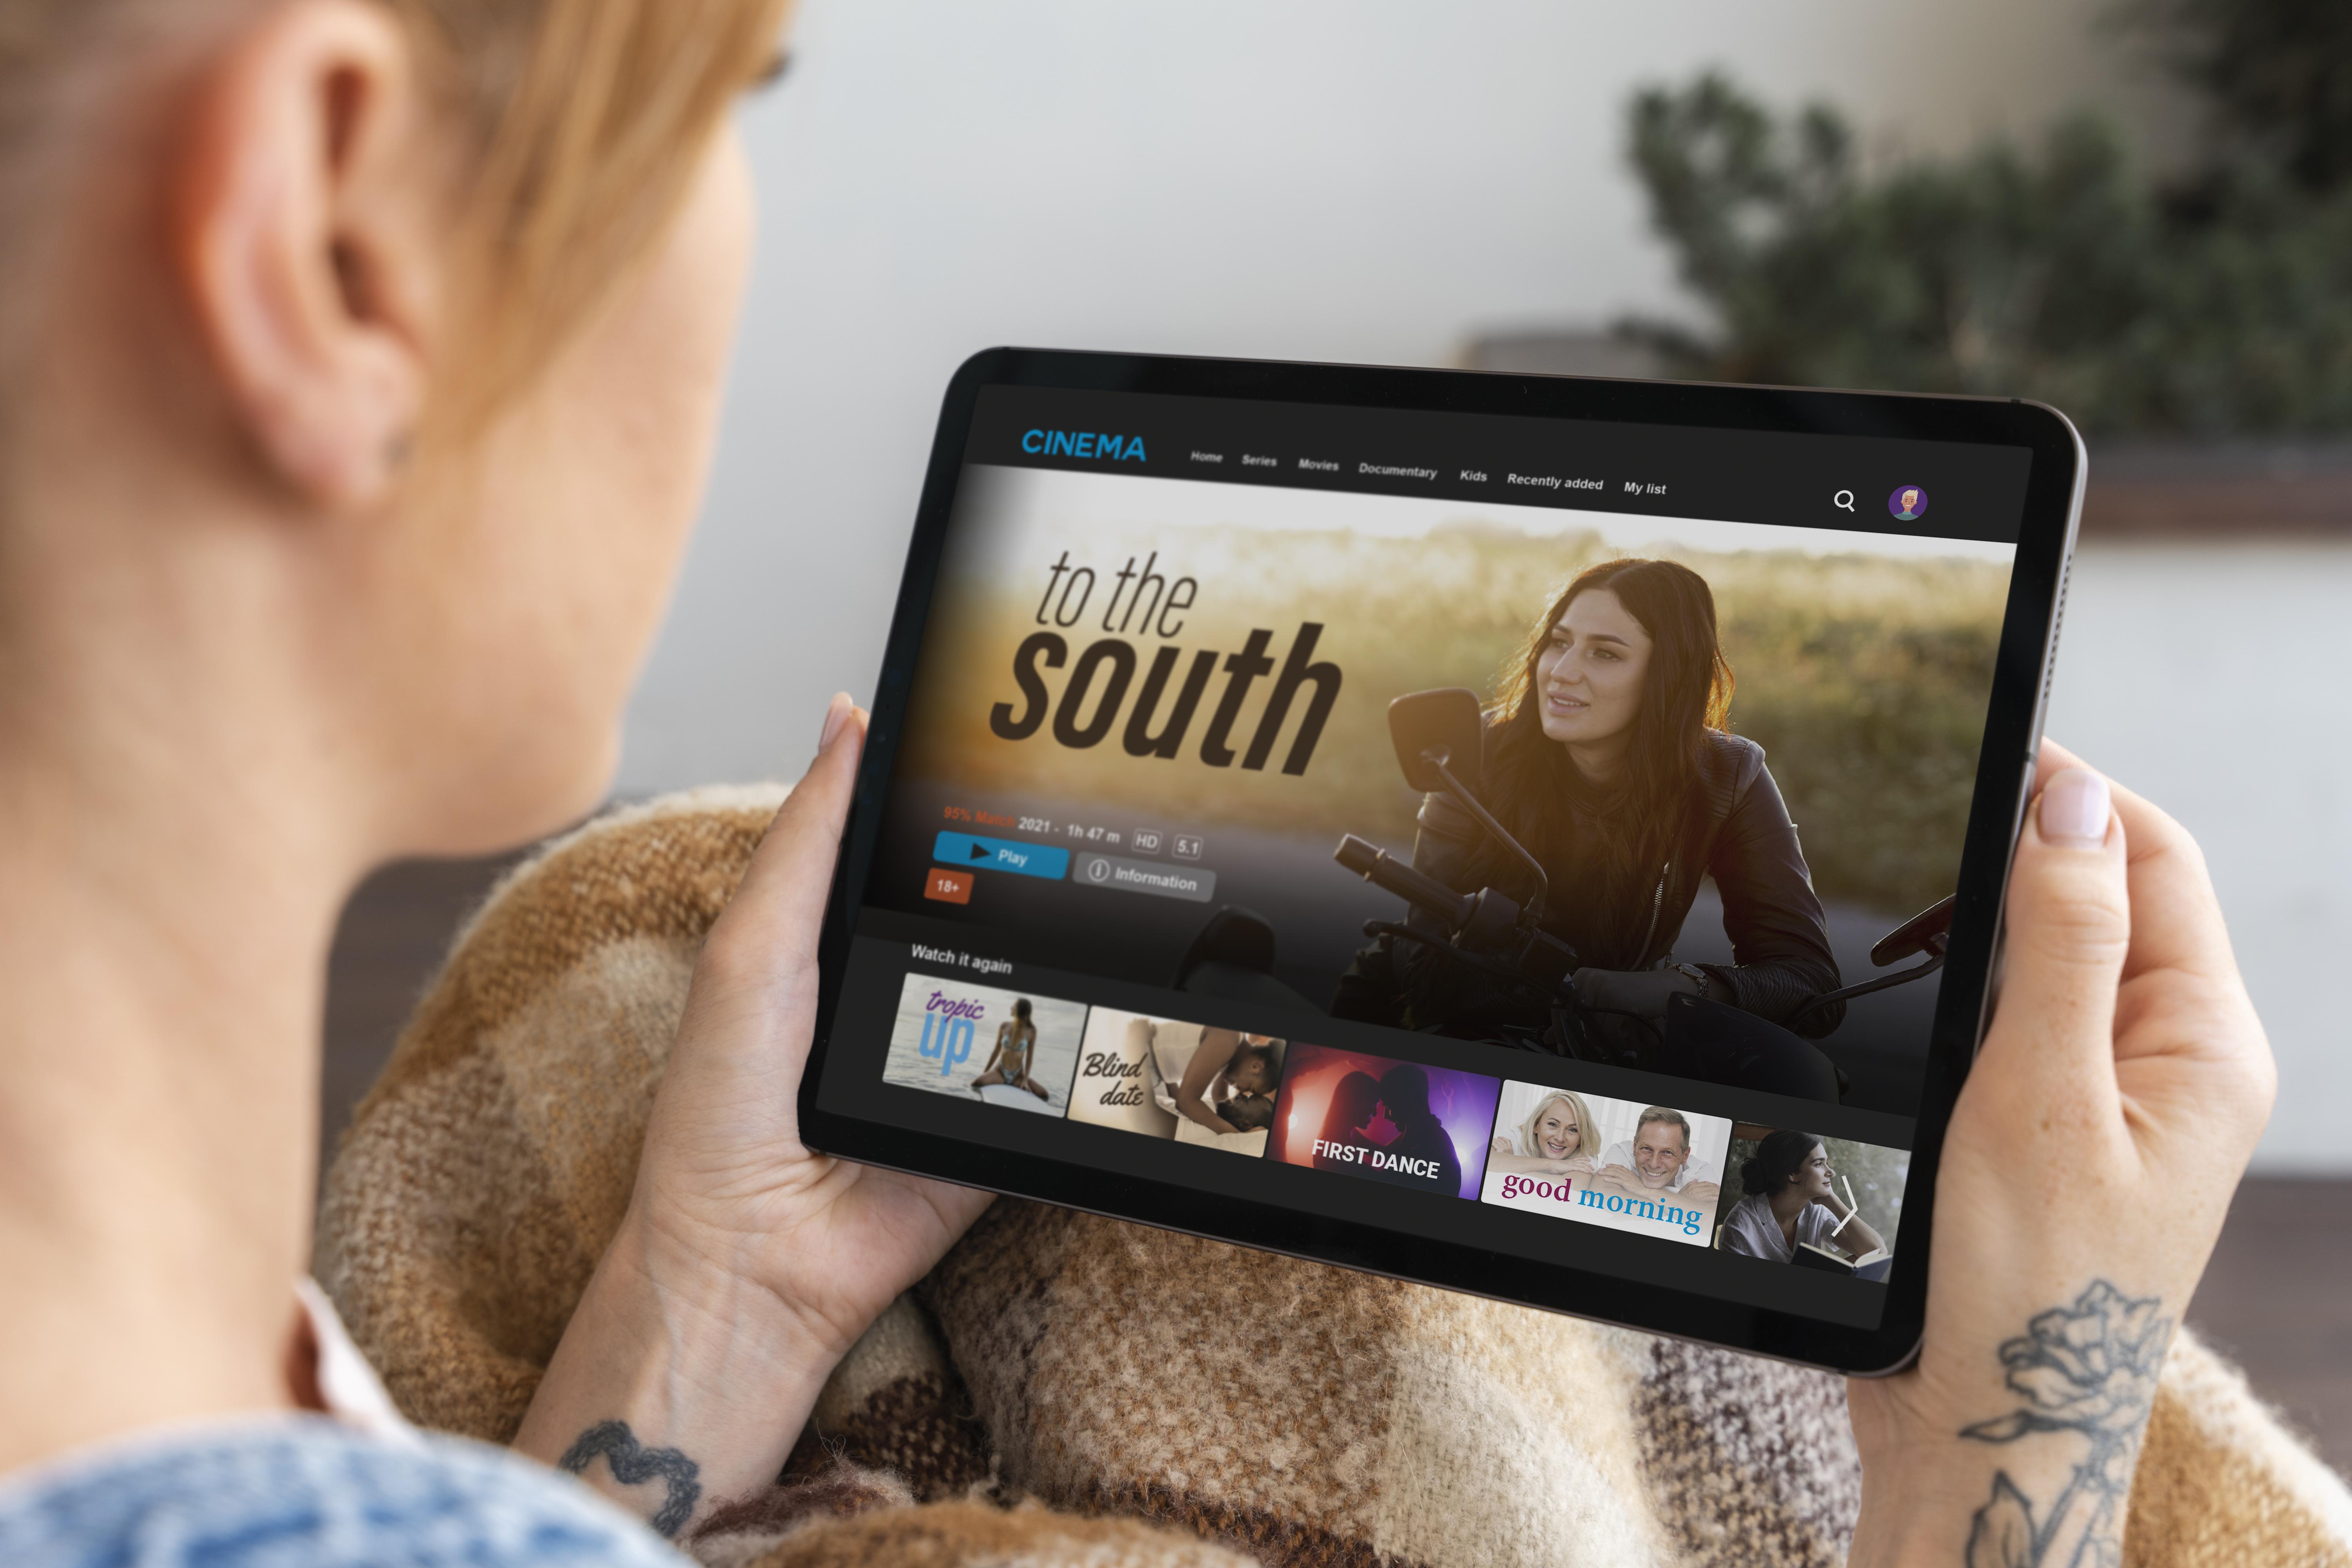 CINEMA
Home Series Movies Documentary Kids Recently added My list
to the
south
95% Match 2021 - 1h 47 m HD 5.1
Play
Information
18+
Watch it again
tropic
up
Blind
date
FIRST DANCE
good morning